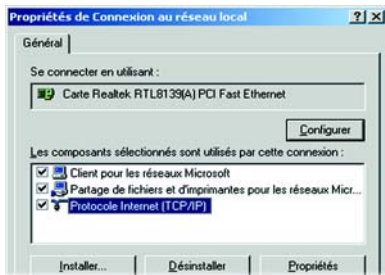 Propriétés de Connexion au réseau local
Général
Se connecter en utilisant :
Carte Realtek RTL8139(A) PCI Fast Ethernet
Configurer
Les composants sélectionnés sont utilisés par cette connexion :
Client pour les réseaux Microsoft
Partage de fichiers et d'imprimantes pour les réseaux Micr...
Protocole Internet (TCP/IP)
Installer... Désinstaller Propriétés